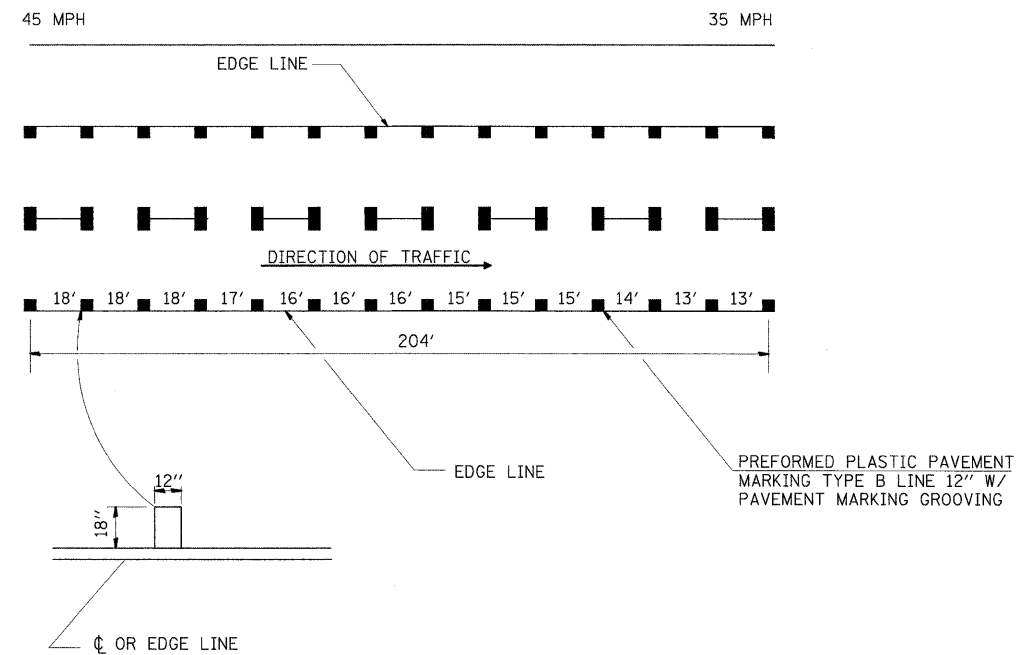 45 MPH
35 MPH
EDGE LINE
DIRECTION OF TRAFFIC
18' 18' 18' 17' 16' 16' 16' 15' 15' 15' 14' 13' 13'
204'
EDGE LINE
PREFORMED PLASTIC PAVEMENT
MARKING TYPE B LINE 12" W/
PAVEMENT MARKING GROOVING
12"
18"
℄ OR EDGE LINE